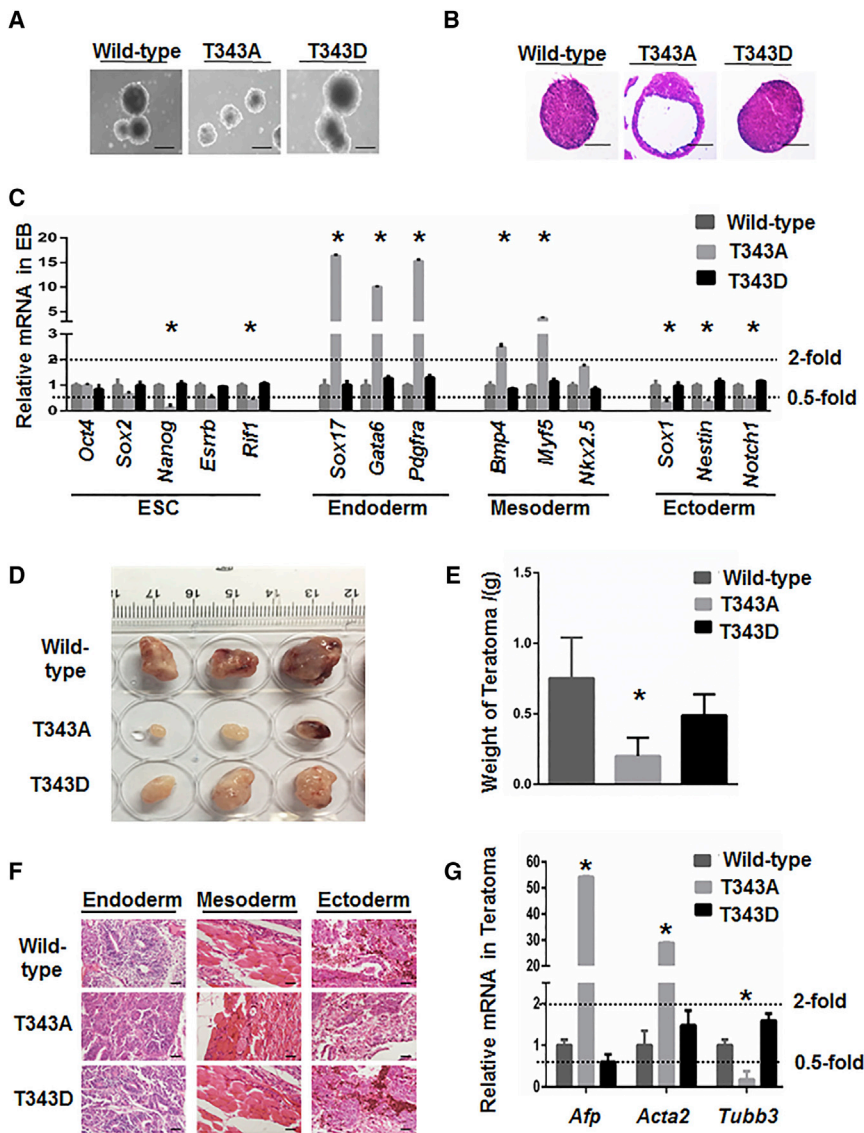 A
Wild-type T343A T343D
B
Wild-type T343A T343D
C
Wild-type
T343A
T343D
Relative mRNA in EB
20
15
10
5
3
2
1
0
2-fold
0.5-fold
* * * * * * * * * *
Oct4 Sox2 Nanog Esrrb Rif1 Sox17 Gata6 Pdgfra Bmp4 Myf5 Nkx2.5 Sox1 Nestin Notch1
ESC Endoderm Mesoderm Ectoderm
D
18 17 16 15 14 13 12
Wild-
type
T343A
T343D
E
Wild-type
T343A
T343D
Weight of Teratoma /(g)
1.5
1.0
0.5
0.0
*
F
Endoderm Mesoderm Ectoderm
Wild-
type
T343A
T343D
G
Wild-type
T343A
T343D
Relative mRNA in Teratoma
60
50
40
30
20
10
2
1
0
2-fold
0.5-fold
* * *
Afp Acta2 Tubb3